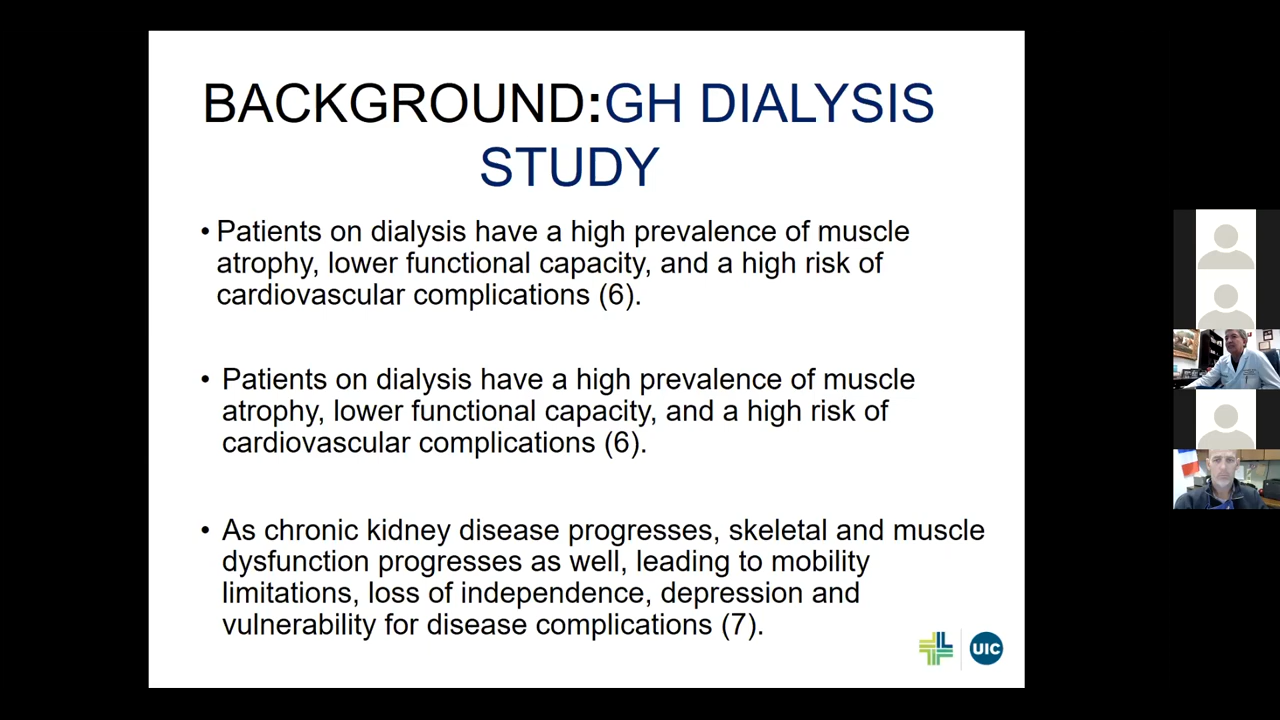 BACKGROUND:GH DIALYSIS
STUDY
• Patients on dialysis have a high prevalence of muscle
atrophy, lower functional capacity, and a high risk of
cardiovascular complications (6).
• Patients on dialysis have a high prevalence of muscle
atrophy, lower functional capacity, and a high risk of
cardiovascular complications (6).
• As chronic kidney disease progresses, skeletal and muscle
dysfunction progresses as well, leading to mobility
limitations, loss of independence, depression and
vulnerability for disease complications (7).
UIC